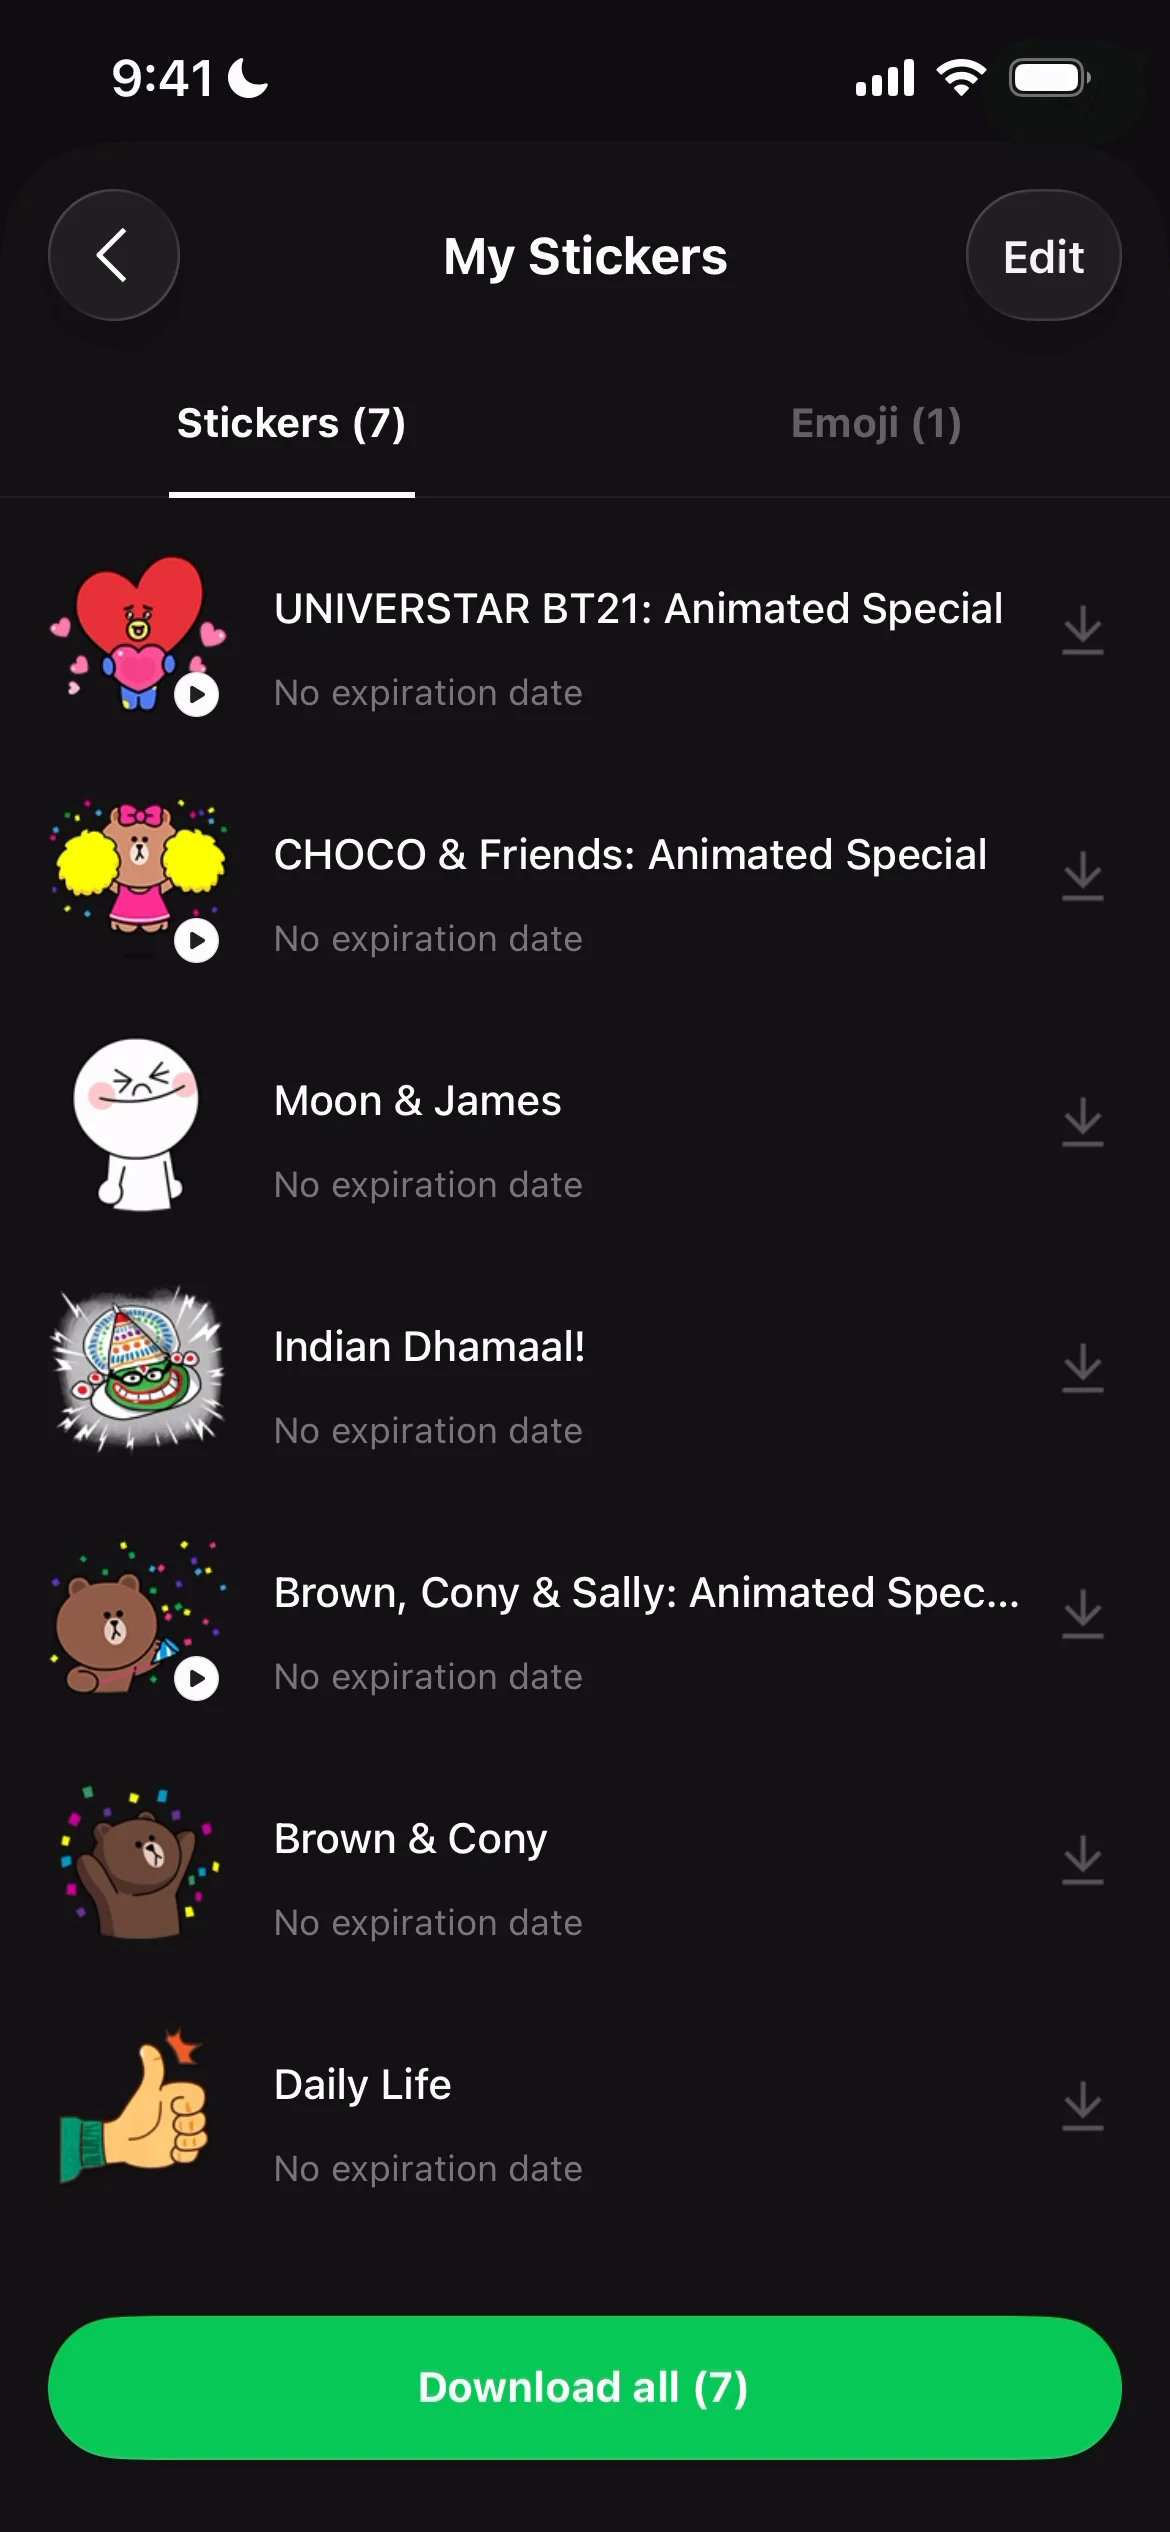 9:41
My Stickers
Edit
Stickers (7)
Emoji (1)
UNIVERSTAR BT21: Animated Special
No expiration date
CHOCO & Friends: Animated Special
No expiration date
Moon & James
No expiration date
Indian Dhamaal!
No expiration date
Brown, Cony & Sally: Animated Spec...
No expiration date
Brown & Cony
No expiration date
Daily Life
No expiration date
Download all (7)